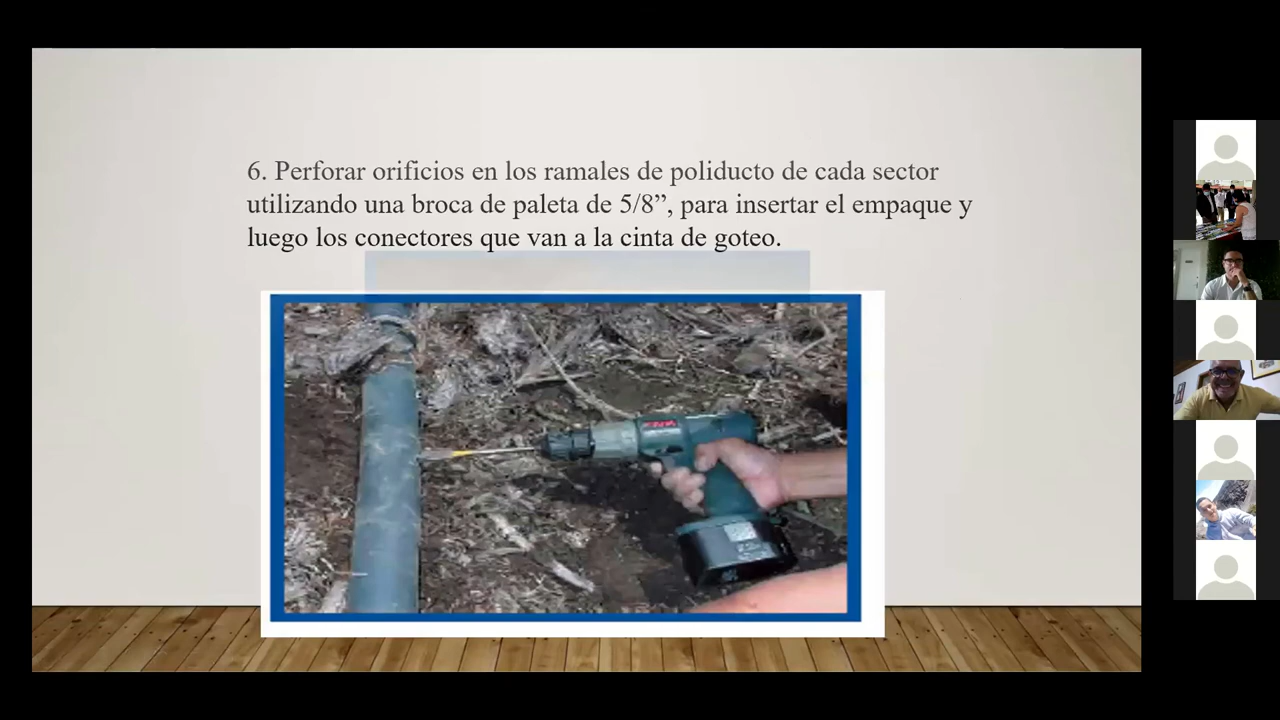 6. Perforar orificios en los ramales de poliducto de cada sector
utilizando una broca de paleta de 5/8”, para insertar el empaque y
luego los conectores que van a la cinta de goteo.